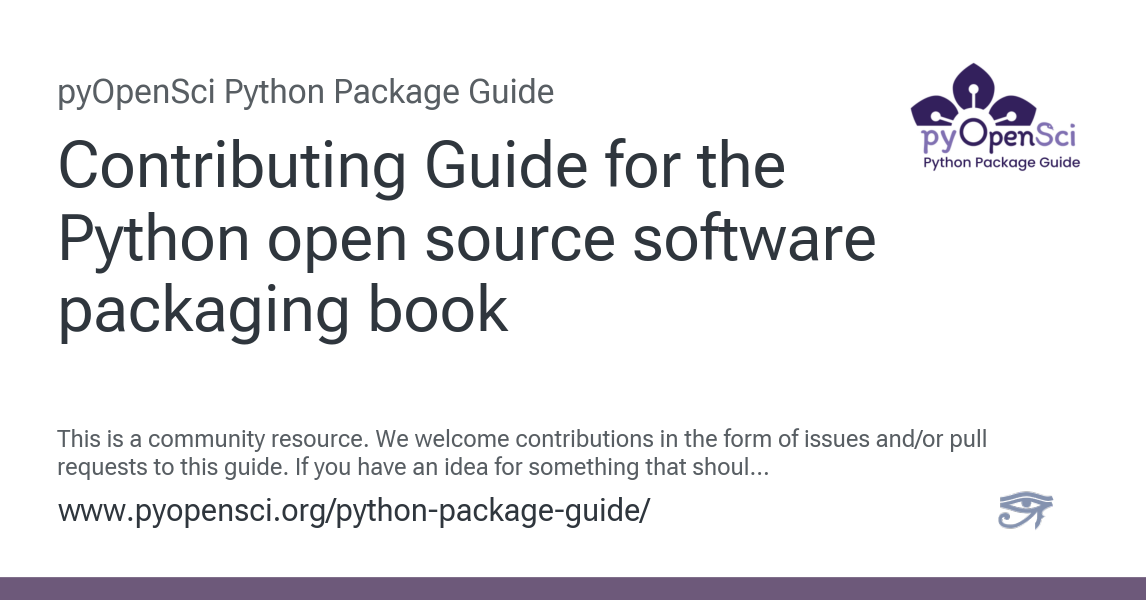 pyOpenSci Python Package Guide
pyOpenSci
Python Package Guide
Contributing Guide for the
Python open source software
packaging book
This is a community resource. We welcome contributions in the form of issues and/or pull
requests to this guide. If you have an idea for something that shoul...
www.pyopensci.org/python-package-guide/